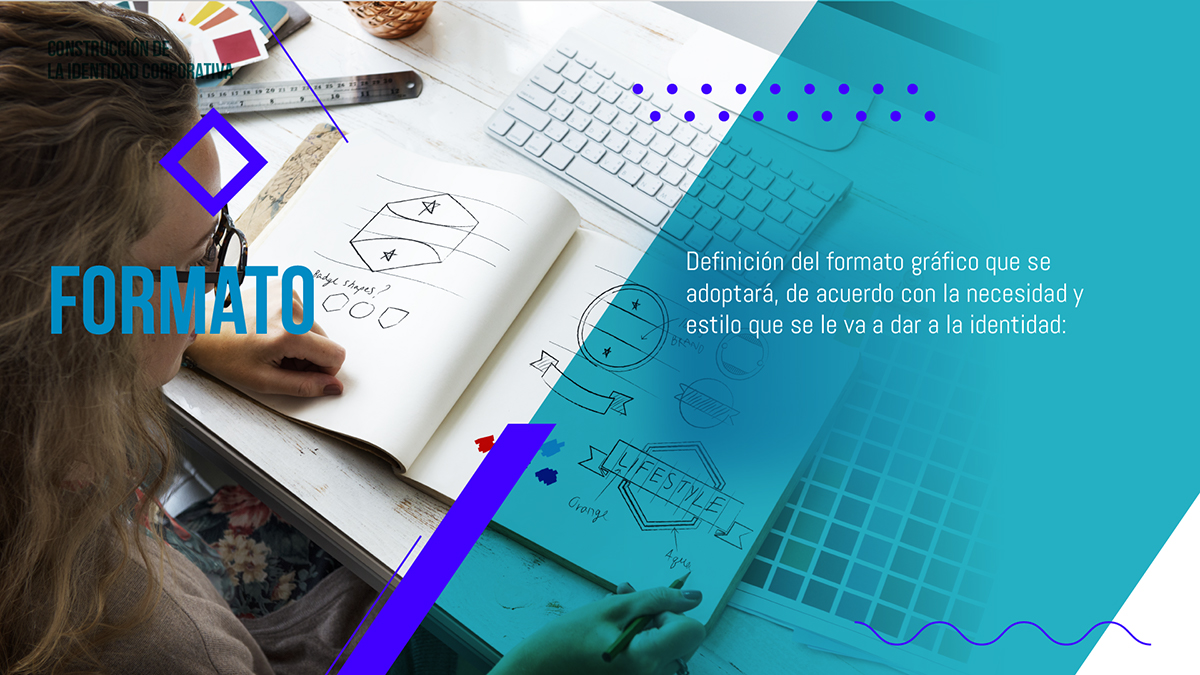 CONSTRUCCIÓN DE
LA IDENTIDAD CORPORATIVA
FORMATO
Definición del formato gráfico que se
adoptará, de acuerdo con la necesidad y
estilo que se le va a dar a la identidad:
Badge shapes?
BRAND
LIFESTYLE
Orange
Aqua